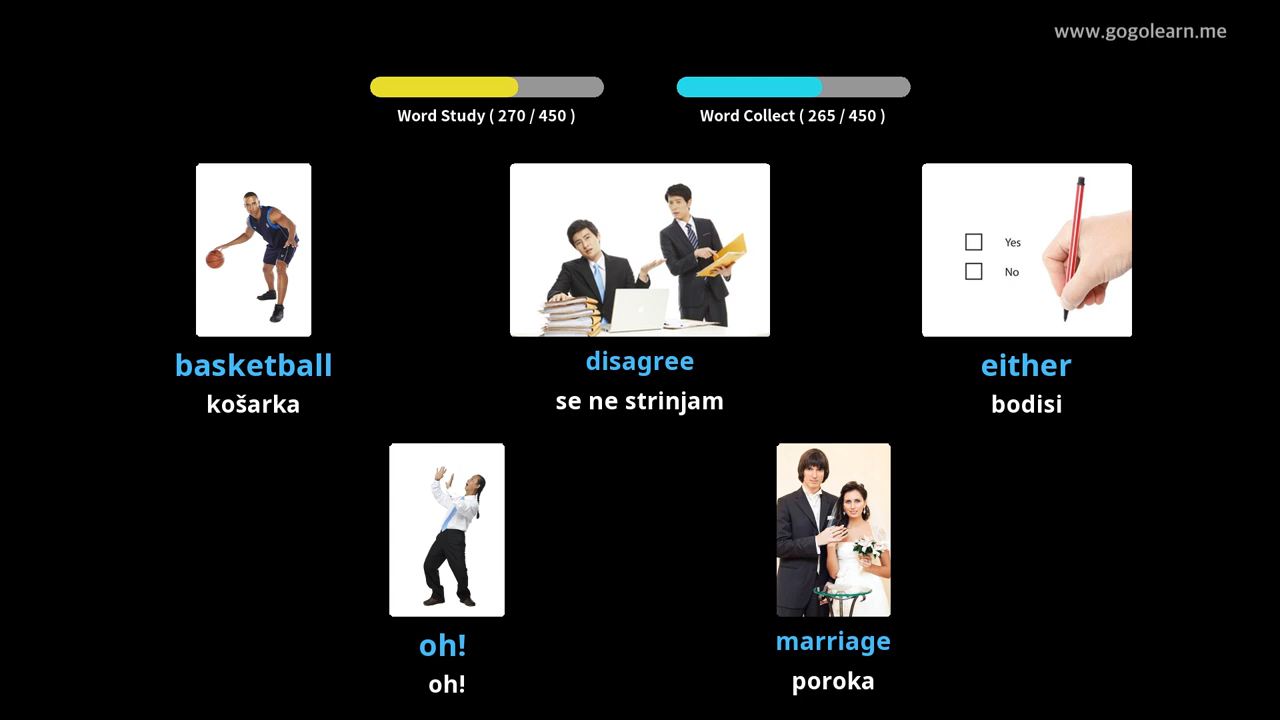 www.gogolearn.me
Word Study ( 270 / 450 )
Word Collect ( 265 / 450 )
Yes
No
basketball
disagree
either
košarka
se ne strinjam
bodisi
oh!
marriage
oh!
poroka